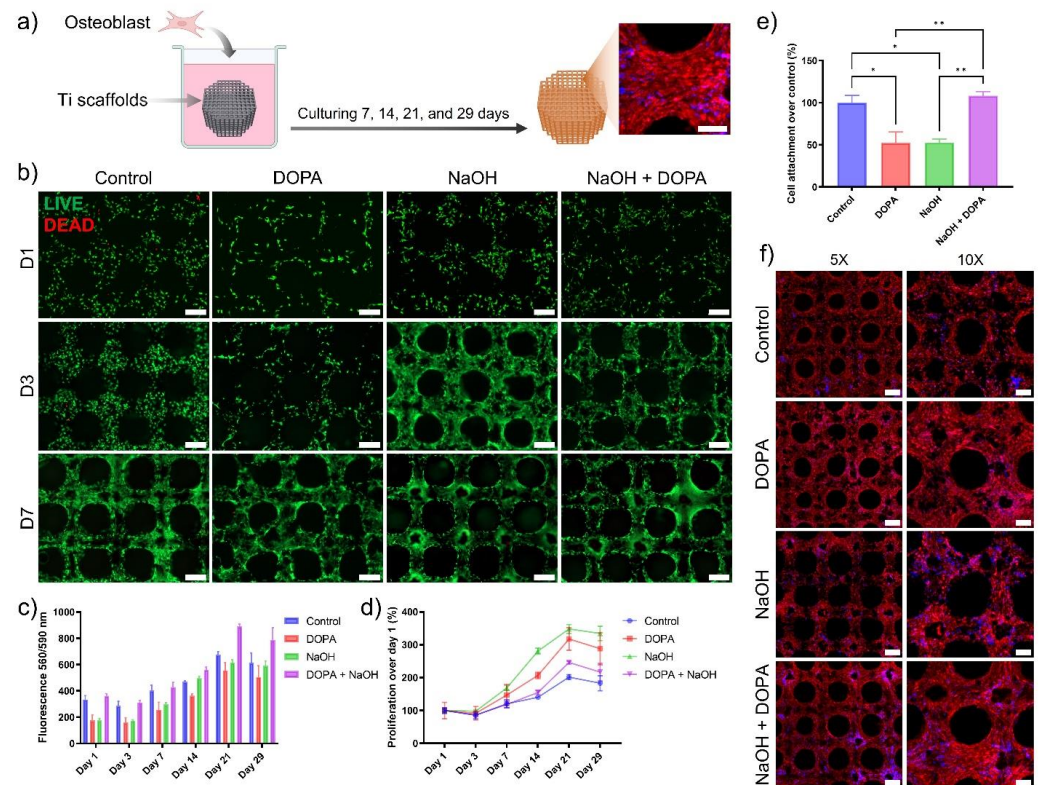 a)
Osteoblast
Ti scaffolds
Culturing 7, 14, 21, and 29 days
b)
Control
DOPA
NaOH
NaOH + DOPA
LIVE
DEAD
D1
D3
D7
c)
Fluorescence 560/590 nm
1000
800
600
400
200
0
Day 1
Day 3
Day 7
Day 14
Day 21
Day 29
Control
DOPA
NaOH
DOPA + NaOH
d)
Proliferation over day 1 (%)
400
300
200
100
0
Day 1
Day 3
Day 7
Day 14
Day 21
Day 29
Control
DOPA
NaOH
DOPA + NaOH
e)
Cell attachment over control (%)
150
100
50
0
**
*
*
**
Control
DOPA
NaOH
NaOH + DOPA
f)
5X
10X
Control
DOPA
NaOH
NaOH + DOPA